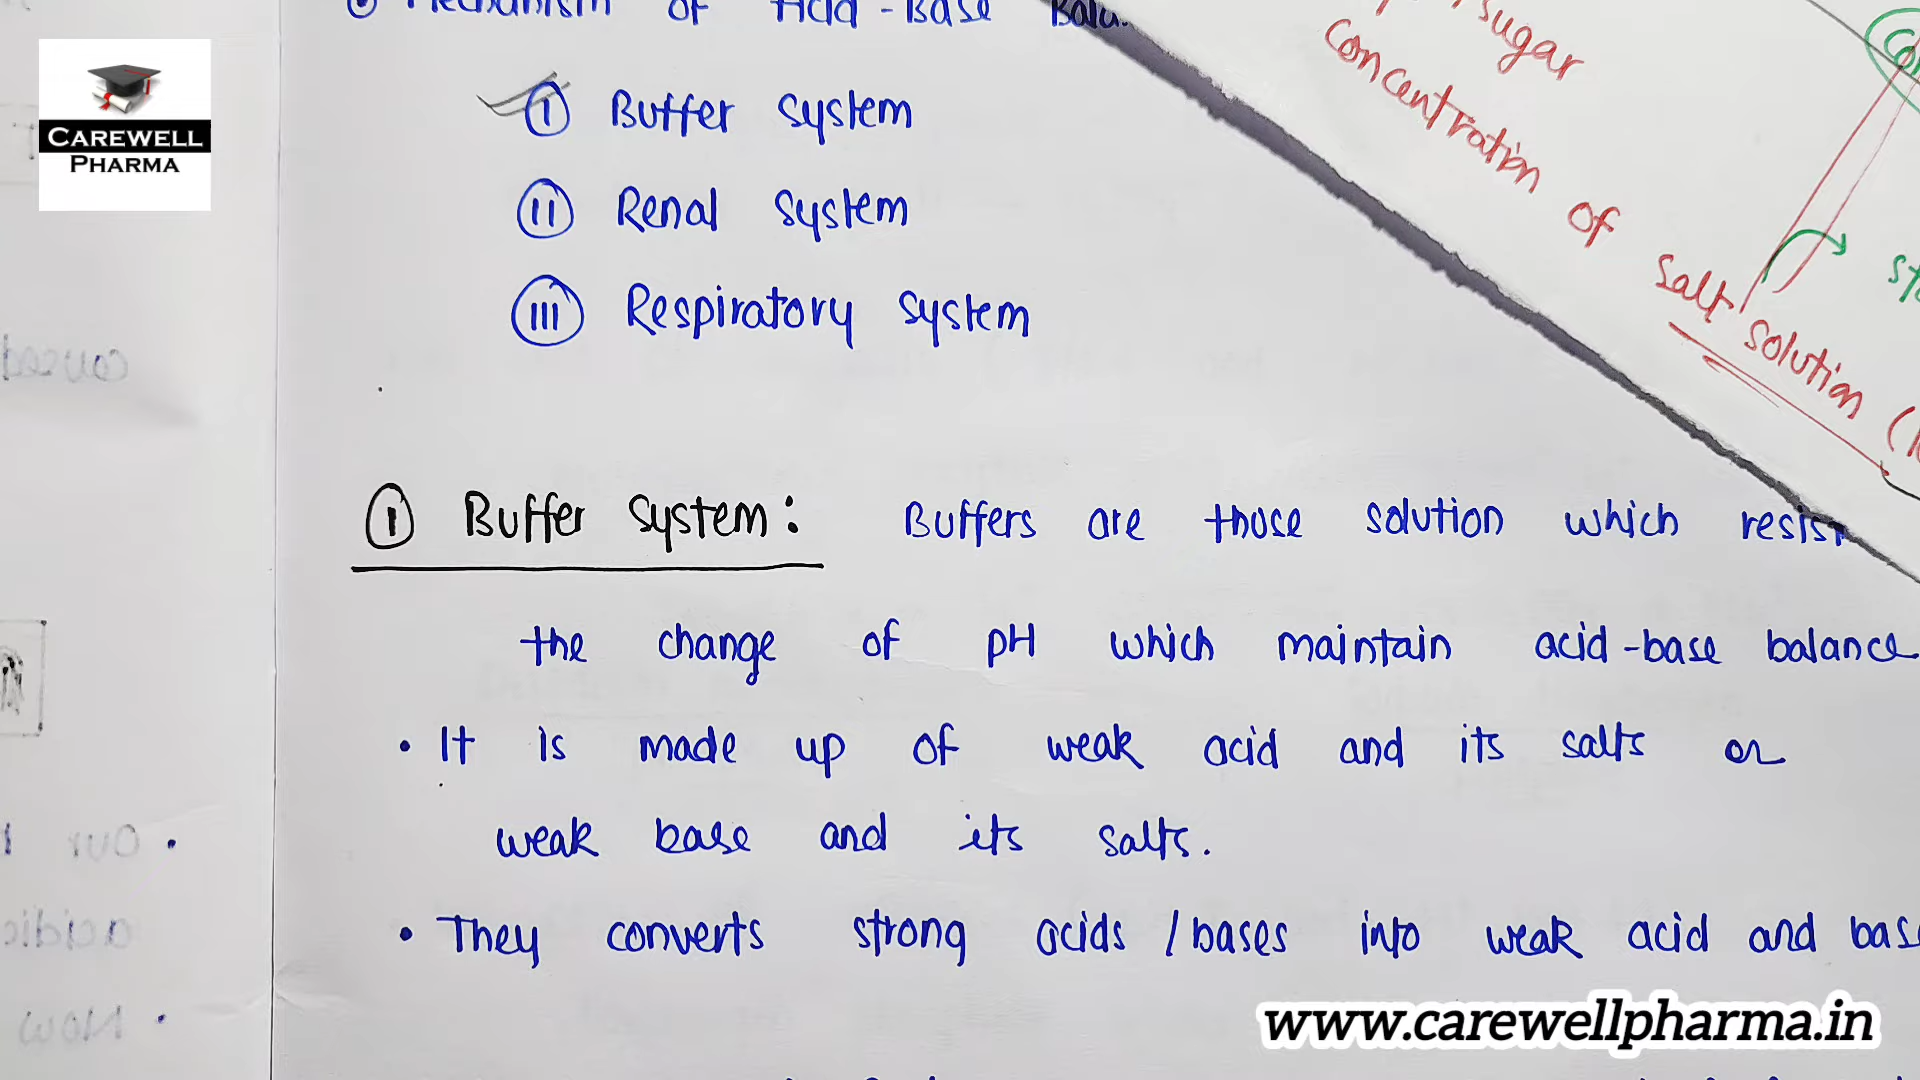 Mechanism of Acid-Base
CAREWELL
PHARMA
I Buffer system
II Renal system
III Respiratory system
sugar
concentration of salt solution
I Buffer system: Buffers are those solution which resist
the change of pH which maintain acid-base balance
• It is made up of weak acid and its salts or
weak base and its salts.
• They converts strong acids / bases into weak acid and bas
www.carewellpharma.in